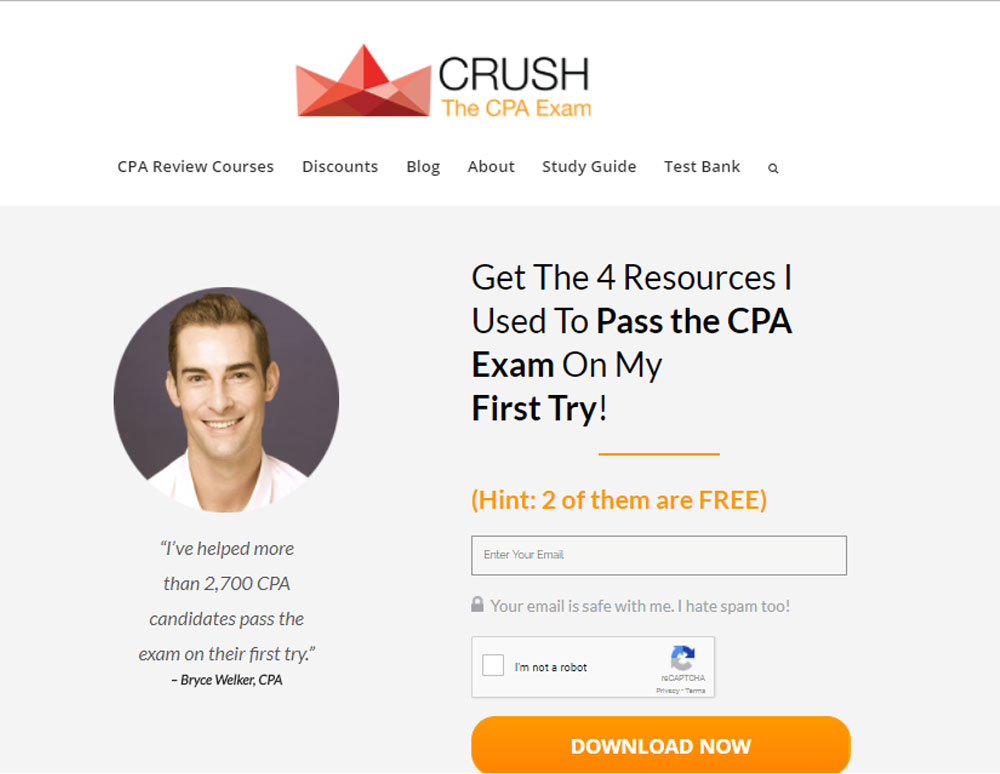 CRUSH
The CPA Exam
CPA Review Courses Discounts Blog About Study Guide Test Bank
Get The 4 Resources I
Used To Pass the CPA
Exam On My
First Try!
(Hint: 2 of them are FREE)
Enter Your Email
Your email is safe with me. I hate spam too!
I'm not a robot
reCAPTCHA
Privacy - Terms
DOWNLOAD NOW
“I’ve helped more
than 2,700 CPA
candidates pass the
exam on their first try.”
– Bryce Welker, CPA